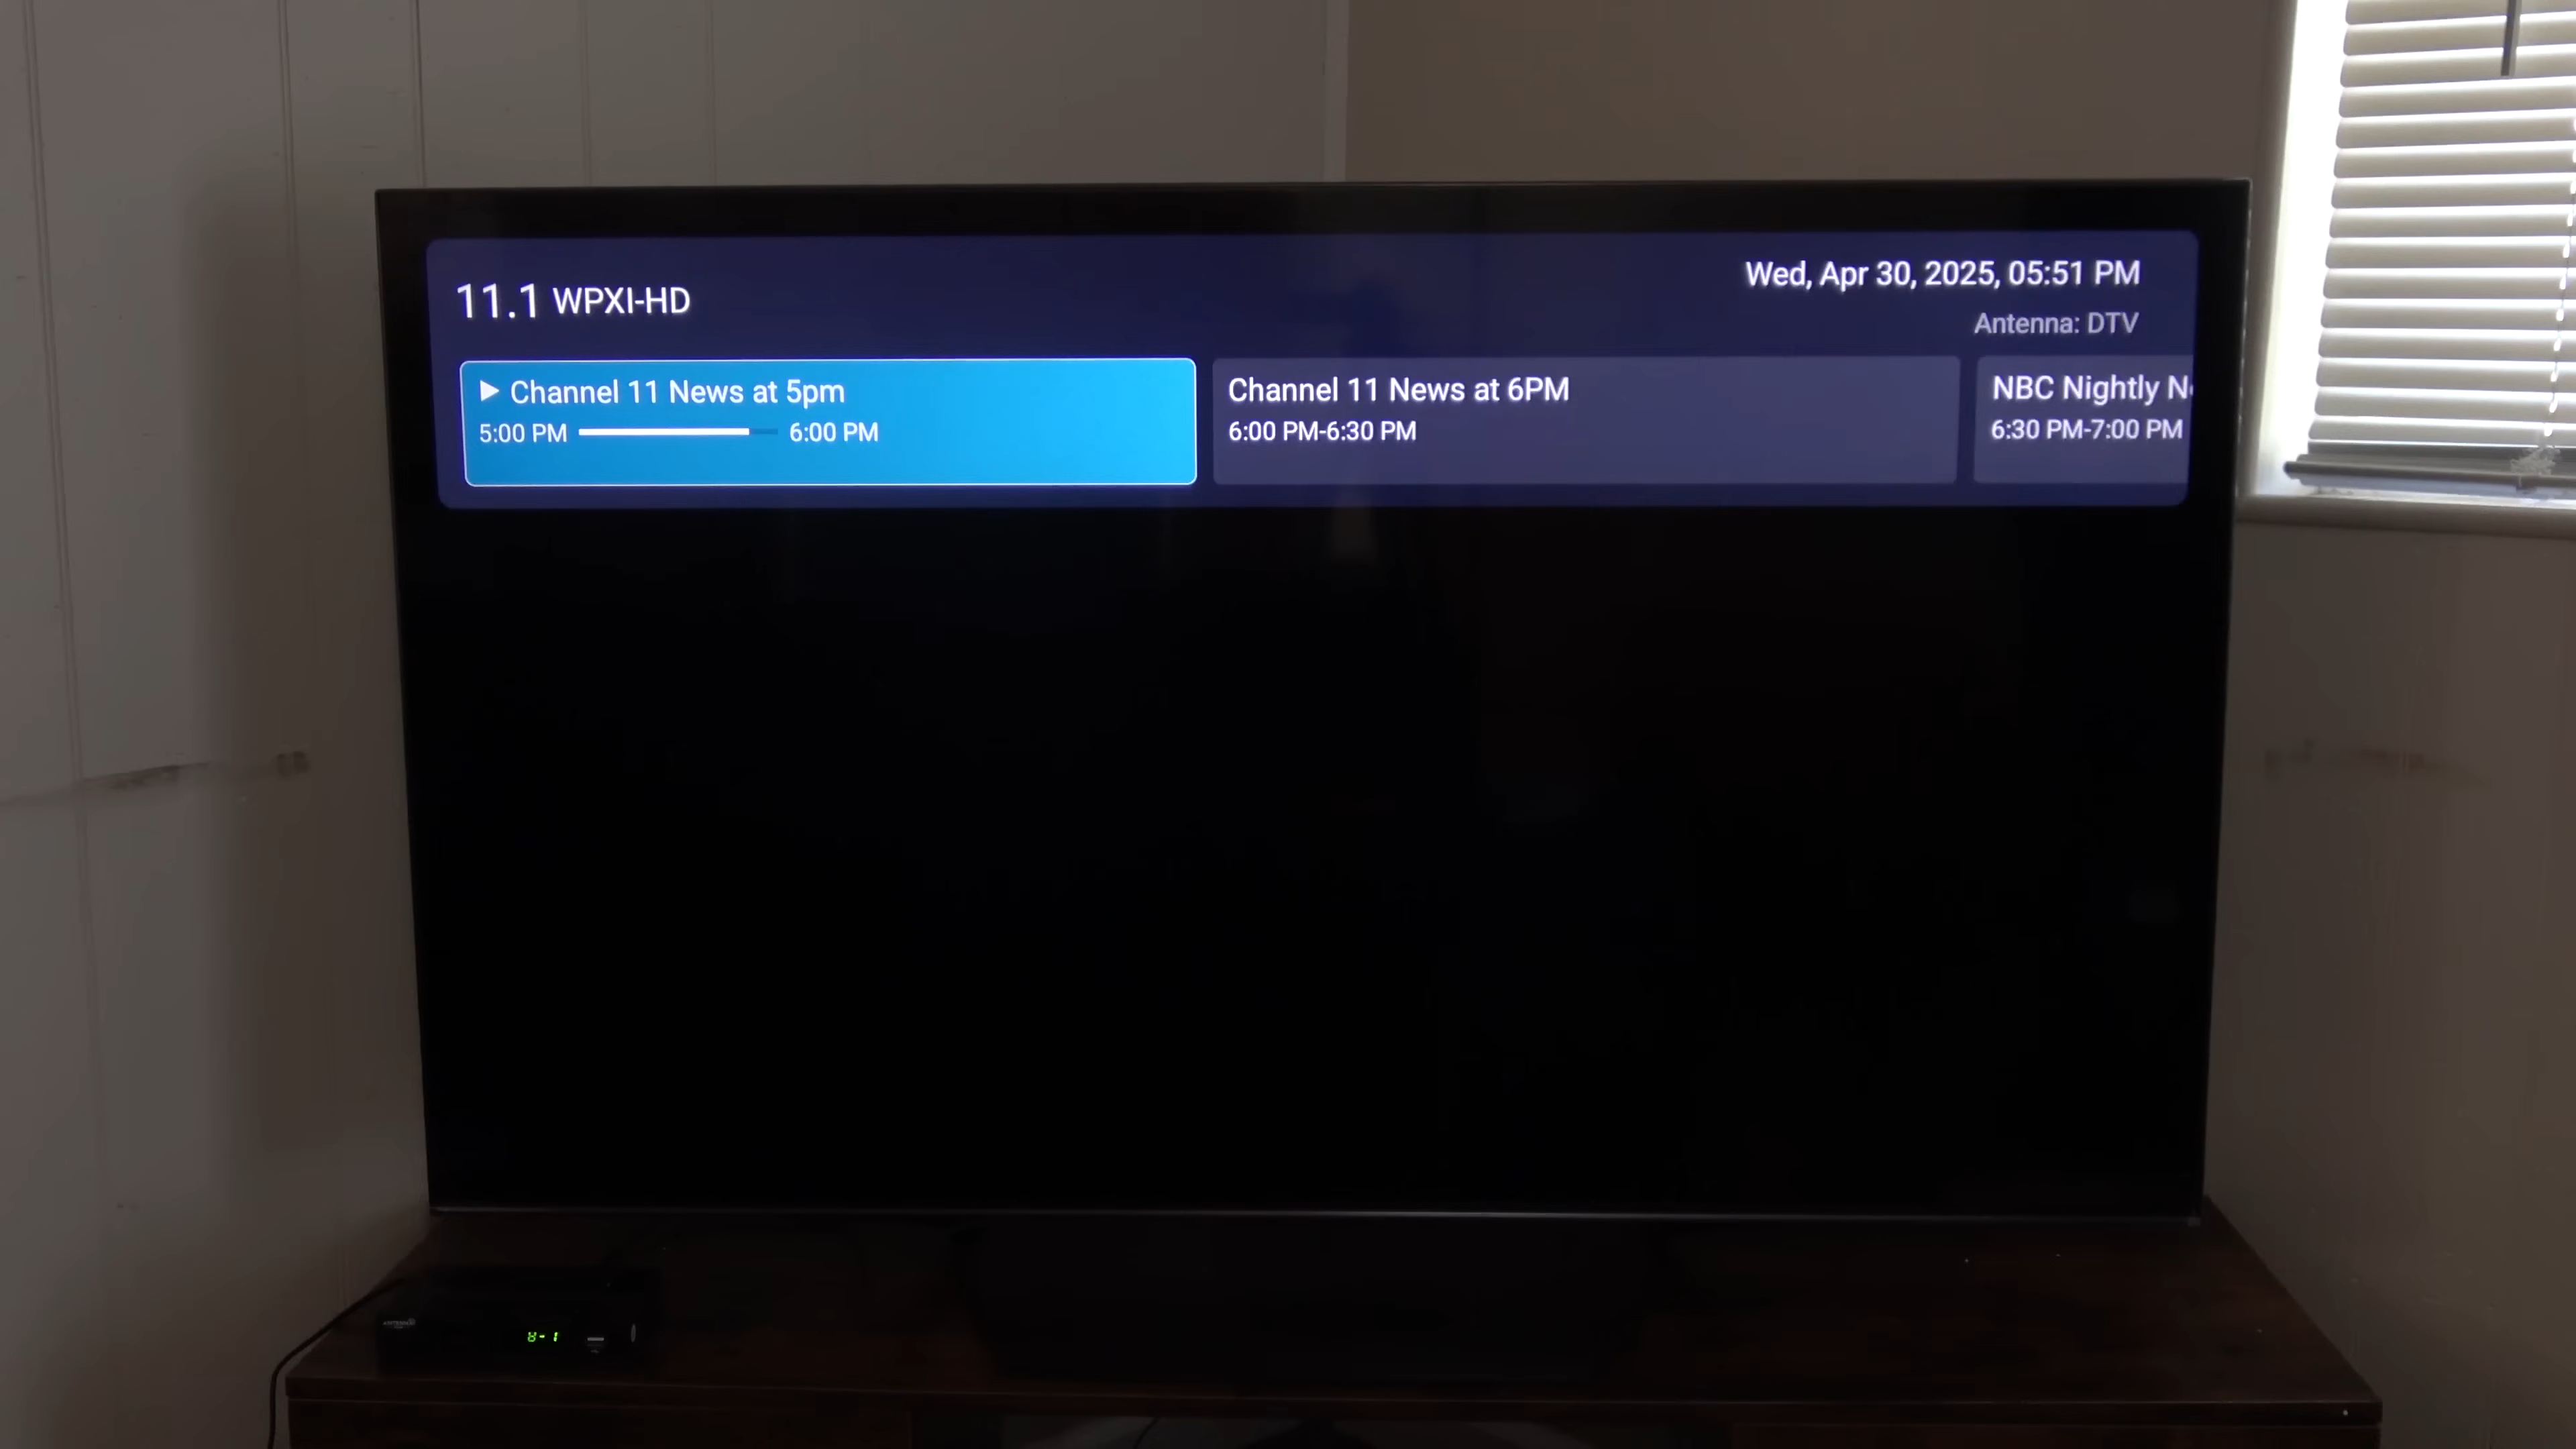 11.1 WPXI-HD
Wed, Apr 30, 2025, 05:51 PM
Antenna: DTV
Channel 11 News at 5pm
5:00 PM 6:00 PM
Channel 11 News at 6PM
6:00 PM-6:30 PM
NBC Nightly
6:30 PM-7:00 PM